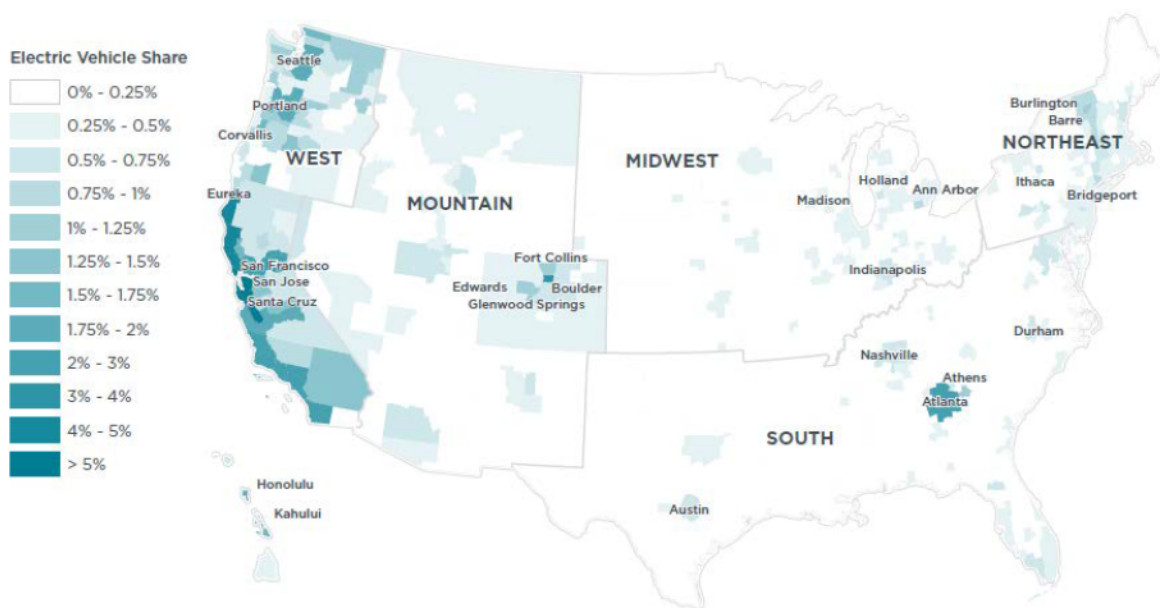 Electric Vehicle Share
0% - 0.25%
0.25% - 0.5%
0.5% - 0.75%
0.75% - 1%
1% - 1.25%
1.25% - 1.5%
1.5% - 1.75%
1.75% - 2%
2% - 3%
3% - 4%
4% - 5%
> 5%
Seattle
Portland
Corvallis
WEST
Eureka
San Francisco
San Jose
Santa Cruz
Honolulu
Kahului
MOUNTAIN
Fort Collins
Edwards
Boulder
Glenwood Springs
MIDWEST
Holland
Madison
Ann Arbor
Indianapolis
Burlington
Barre
NORTHEAST
Ithaca
Bridgeport
Durham
Nashville
Athens
Atlanta
SOUTH
Austin